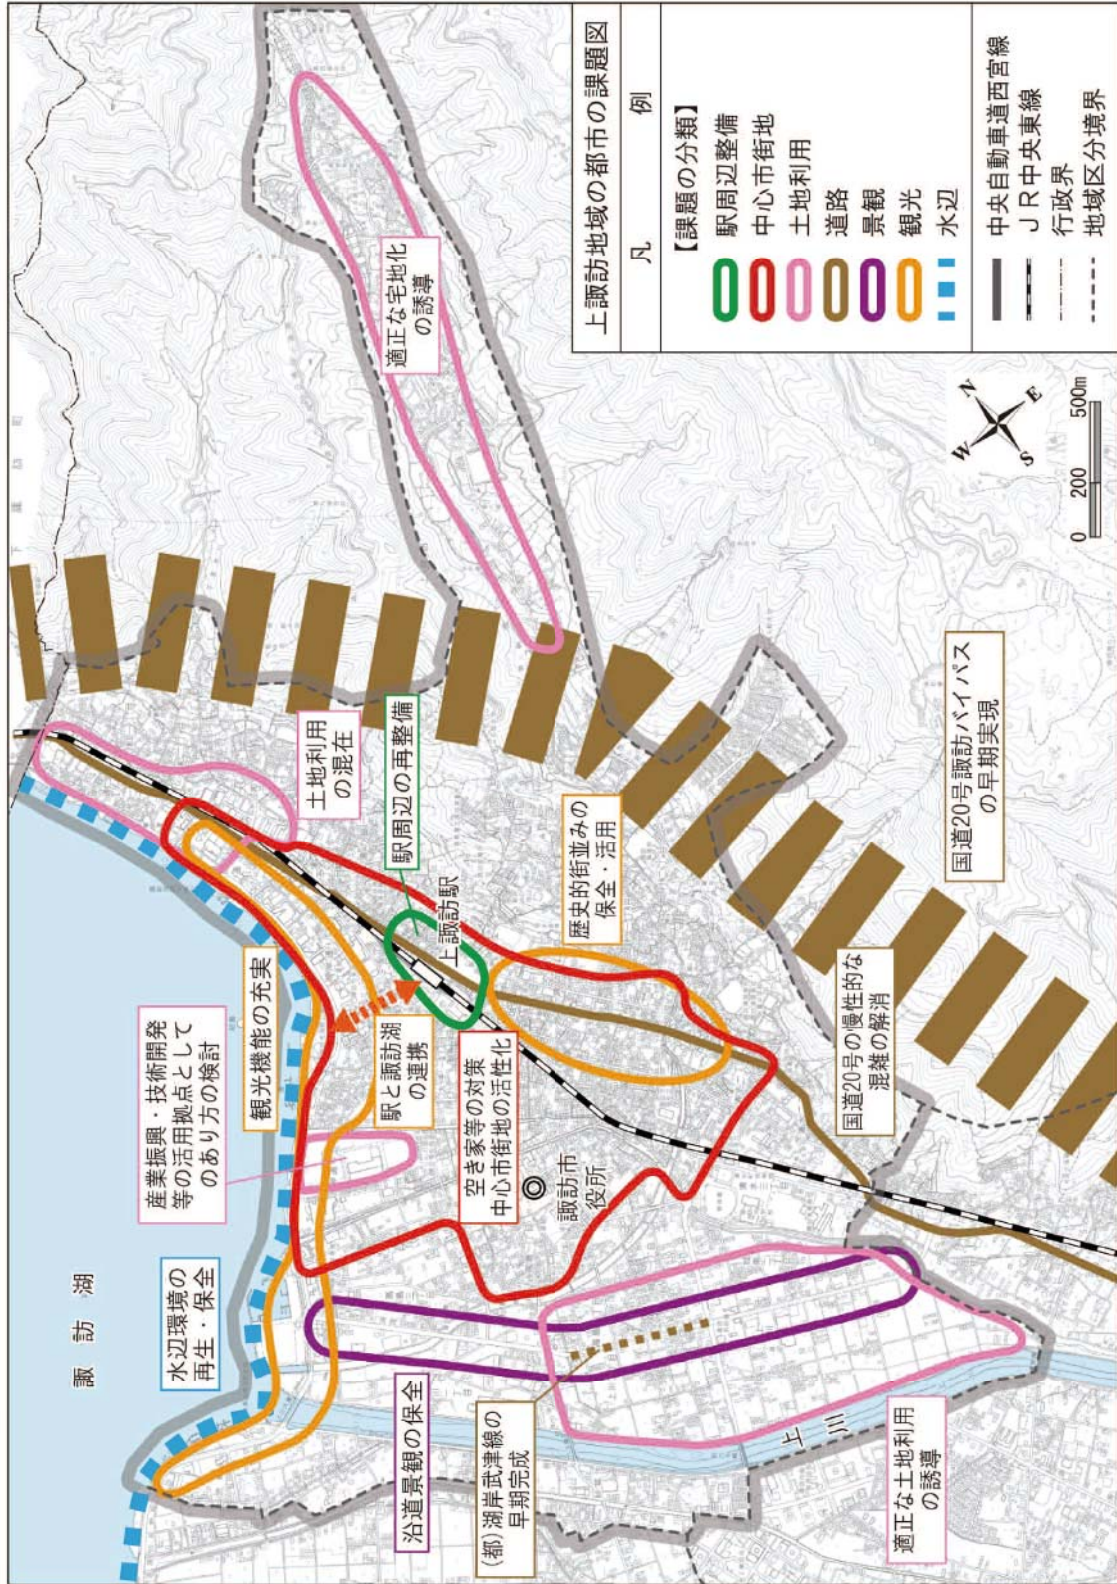 上諏訪地域の都市の課題図
凡 例
【課題の分類】
駅周辺整備
中心市街地
土地利用
道路
景観
観光
水辺
中央自動車道西宮線
JR中央東線
行政界
地域区分境界
諏訪湖
水辺環境の
再生・保全
産業振興・技術開発
等の活用拠点として
のあり方の検討
観光機能の充実
駅と諏訪湖
の連携
土地利用
の混在
駅周辺の再整備
上諏訪駅
適正な宅地化
の誘導
空き家等の対策
中心市街地の活性化
諏訪市
役所
歴史的街並みの
保全・活用
沿道景観の保全
(都)湖岸武津線の
早期完成
国道20号の慢性的な
混雑の解消
国道20号諏訪バイパス
の早期実現
上川
適正な土地利用
の誘導
N
E
S
W
0 200 500m